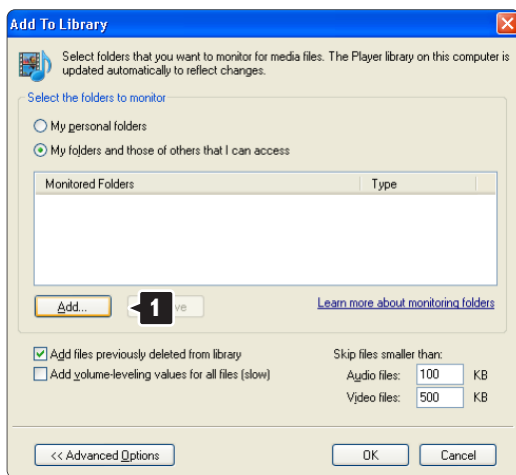 Add To Library
Select folders that you want to monitor for media files. The Player library on this computer is
updated automatically to reflect changes.
Select the folders to monitor
My personal folders
My folders and those of others that I can access
Monitored Folders Type
Add... 1 ve Learn more about monitoring folders
Add files previously deleted from library Skip files smaller than:
Add volume-leveling values for all files (slow) Audio files: 100 KB
Video files: 500 KB
<< Advanced Options OK Cancel